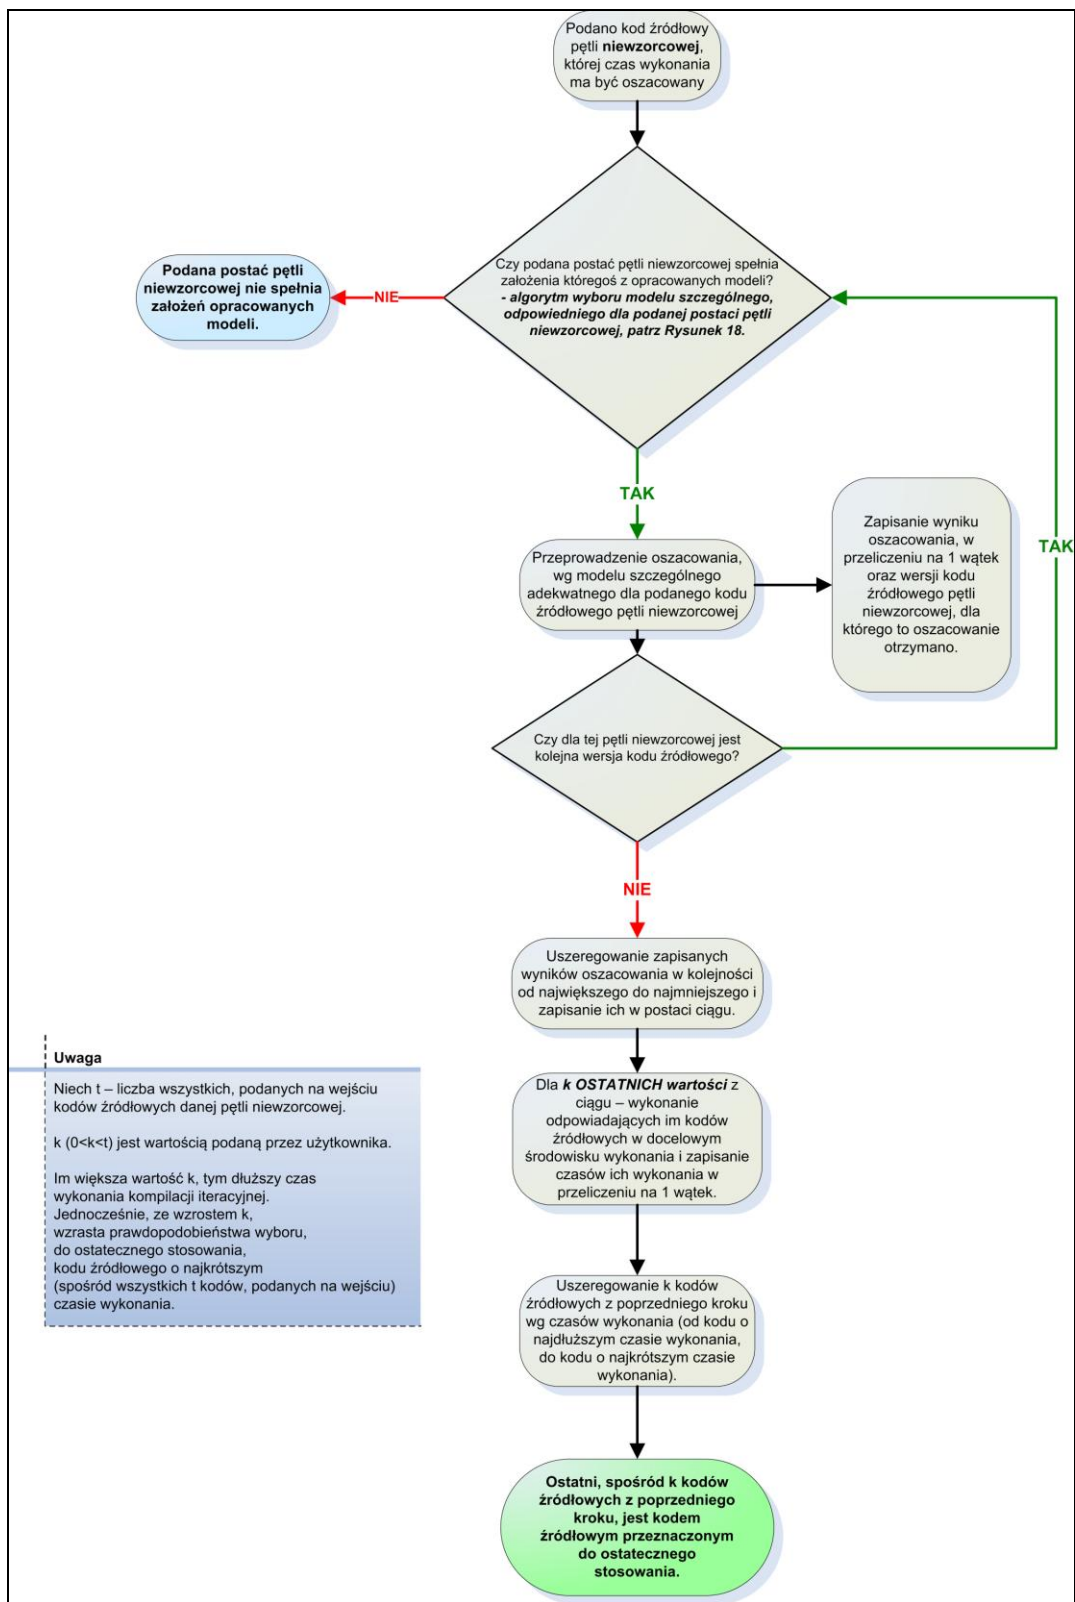 Podano kod źródłowy
pętli niewzorcowej,
której czas wykonania
ma być oszacowany
Czy podana postać pętli niewzorcowej spełnia
założenia któregoś z opracowanych modeli?
- algorytm wyboru modelu szczególnego,
odpowiedniego dla podanej postaci pętli
niewzorcowej, patrz Rysunek 18.
NIE
Podana postać pętli
niewzorcowej nie spełnia
założeń opracowanych
modeli.
TAK
Przeprowadzenie oszacowania,
wg modelu szczególnego
adekwatnego dla podanego kodu
źródłowego pętli niewzorcowej
Zapisanie wyniku
oszacowania, w
przeliczeniu na 1 wątek
oraz wersji kodu
źródłowego pętli
niewzorcowej, dla
którego to oszacowanie
otrzymano.
TAK
Czy dla tej pętli niewzorcowej jest
kolejna wersja kodu źródłowego?
NIE
Uszeregowanie zapisanych
wyników oszacowania w kolejności
od największego do najmniejszego i
zapisanie ich w postaci ciągu.
Dla k OSTATNICH wartości z
ciągu – wykonanie
odpowiadających im kodów
źródłowych w docelowym
środowisku wykonania i zapisanie
czasów ich wykonania w
przeliczeniu na 1 wątek.
Uszeregowanie k kodów
źródłowych z poprzedniego kroku
wg czasów wykonania (od kodu o
najdłuższym czasie wykonania,
do kodu o najkrótszym czasie
wykonania).
Ostatni, spośród k kodów
źródłowych z poprzedniego
kroku, jest kodem
źródłowym przeznaczonym
do ostatecznego
stosowania.
Uwaga
Niech t – liczba wszystkich, podanych na wejściu
kodów źródłowych danej pętli niewzorcowej.
k (0<k<t) jest wartością podaną przez użytkownika.
Im większa wartość k, tym dłuższy czas
wykonania kompilacji iteracyjnej.
Jednocześnie, ze wzrostem k,
wzrasta prawdopodobieństwa wyboru,
do ostatecznego stosowania,
kodu źródłowego o najkrótszym
(spośród wszystkich t kodów, podanych na wejściu)
czasie wykonania.